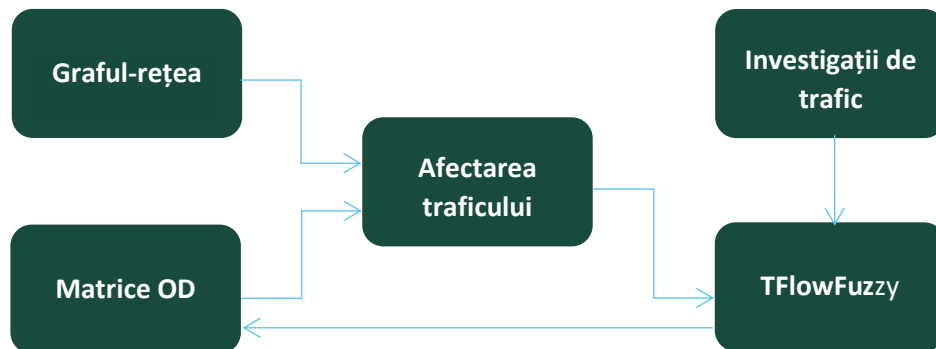 Graful-rețea
Investigații de
trafic
Afectarea
traficului
Matrice OD
TFlowFuzzy